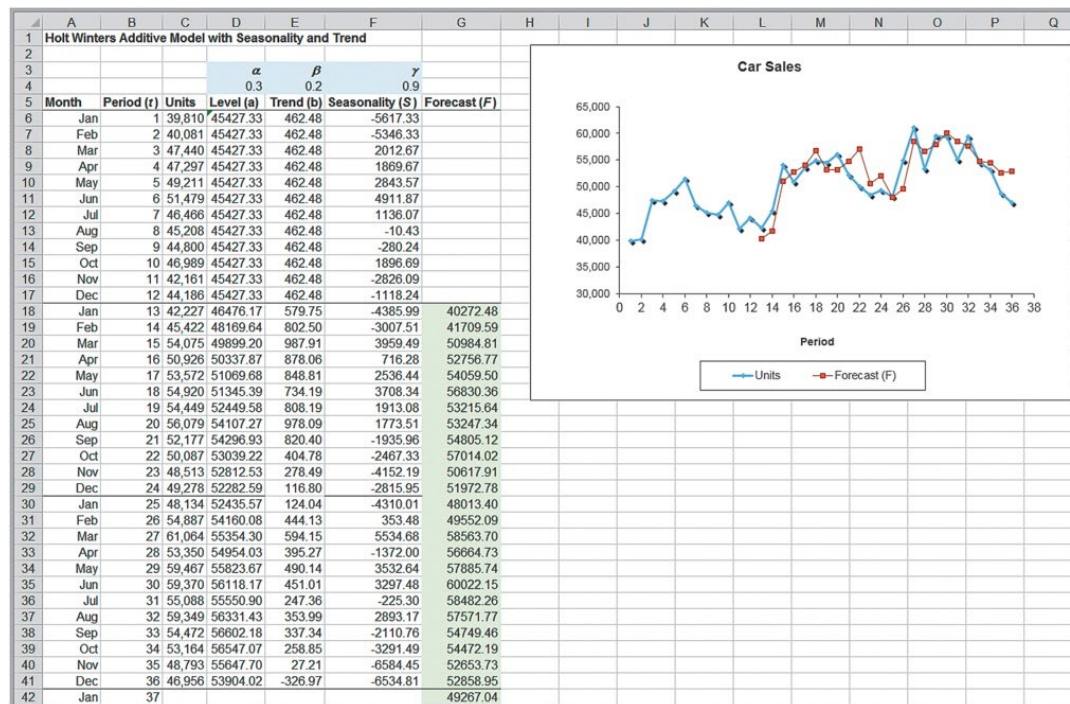 A B C D E F G H I J K L M N O P Q
1 Holt Winters Additive Model with Seasonality and Trend
2
3 α β γ
4 0.3 0.2 0.9
5 Month Period (t) Units Level (a) Trend (b) Seasonality (S) Forecast (F)
6 Jan 1 39,810 45427.33 462.48 -5617.33
7 Feb 2 40,081 45427.33 462.48 -5346.33
8 Mar 3 47,440 45427.33 462.48 2012.67
9 Apr 4 47,297 45427.33 462.48 1869.67
10 May 5 49,211 45427.33 462.48 2843.57
11 Jun 6 51,479 45427.33 462.48 4911.87
12 Jul 7 46,466 45427.33 462.48 1136.07
13 Aug 8 45,208 45427.33 462.48 -10.43
14 Sep 9 44,800 45427.33 462.48 -280.24
15 Oct 10 46,989 45427.33 462.48 1896.69
16 Nov 11 42,161 45427.33 462.48 -2826.09
17 Dec 12 44,186 45427.33 462.48 -1118.24
18 Jan 13 42,227 46476.17 579.75 -4385.99 40272.48
19 Feb 14 45,422 48169.64 802.50 -3007.51 41709.59
20 Mar 15 54,075 49899.20 987.91 3959.49 50984.81
21 Apr 16 50,926 50337.87 878.06 716.28 52756.77
22 May 17 53,572 51069.68 848.81 2536.44 54059.50
23 Jun 18 54,920 51345.39 734.19 3708.34 56830.36
24 Jul 19 54,449 52449.58 808.19 1913.08 53215.64
25 Aug 20 56,079 54107.27 978.09 1773.51 53247.34
26 Sep 21 52,177 54296.93 820.40 -1935.96 54805.12
27 Oct 22 50,087 53039.22 404.78 -2467.33 57014.02
28 Nov 23 48,513 52812.53 278.49 -4152.19 50617.91
29 Dec 24 49,278 52282.59 116.80 -2815.95 51972.78
30 Jan 25 48,134 52435.57 124.04 -4310.01 48013.40
31 Feb 26 54,887 54160.08 444.13 353.48 49552.09
32 Mar 27 61,064 55354.30 594.15 5534.68 58563.70
33 Apr 28 53,350 54954.03 395.27 -1372.00 56664.73
34 May 29 59,467 55823.67 490.14 3532.64 57885.74
35 Jun 30 59,370 56118.17 451.01 3297.48 60022.15
36 Jul 31 55,088 55550.90 247.36 -225.30 58482.26
37 Aug 32 59,349 56331.43 353.99 2893.17 57571.77
38 Sep 33 54,472 56602.18 337.34 -2110.76 54749.46
39 Oct 34 53,164 56547.07 258.85 -3291.49 54472.19
40 Nov 35 48,793 55647.70 27.21 -6584.45 52653.73
41 Dec 36 46,956 53904.02 -326.97 -6534.81 52858.95
42 Jan 37 49267.04
Car Sales
65,000
60,000
55,000
50,000
45,000
40,000
35,000
30,000
0 2 4 6 8 10 12 14 16 18 20 22 24 26 28 30 32 34 36 38
Period
Units Forecast (F)